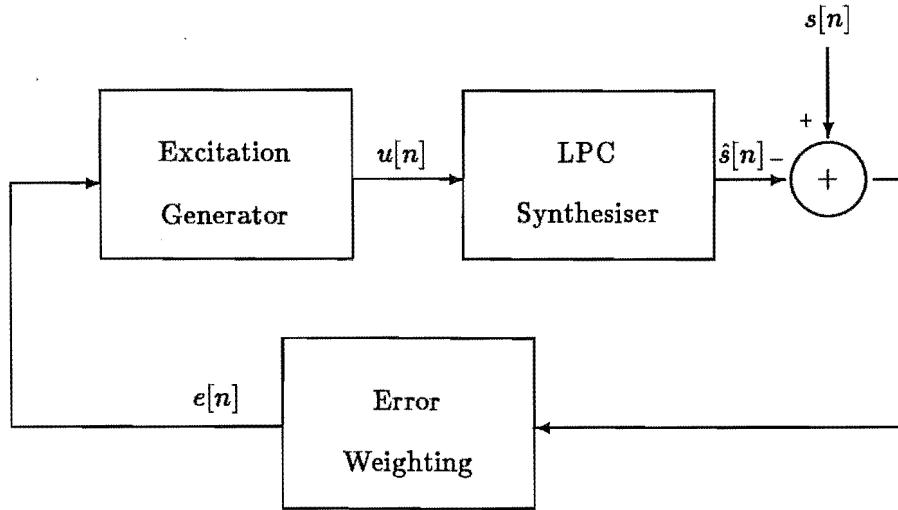 s[n]
+
Excitation
Generator
u[n]
LPC
Synthesiser
ŝ[n]
−
+
e[n]
Error
Weighting